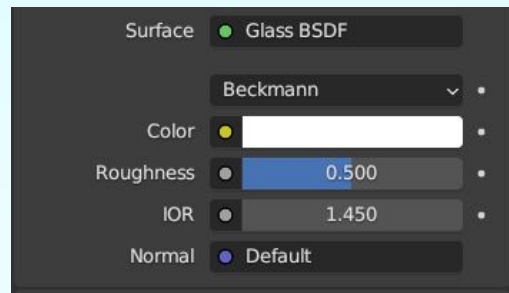 Surface Glass BSDF
Beckmann
Color
Roughness 0.500
IOR 1.450
Normal Default